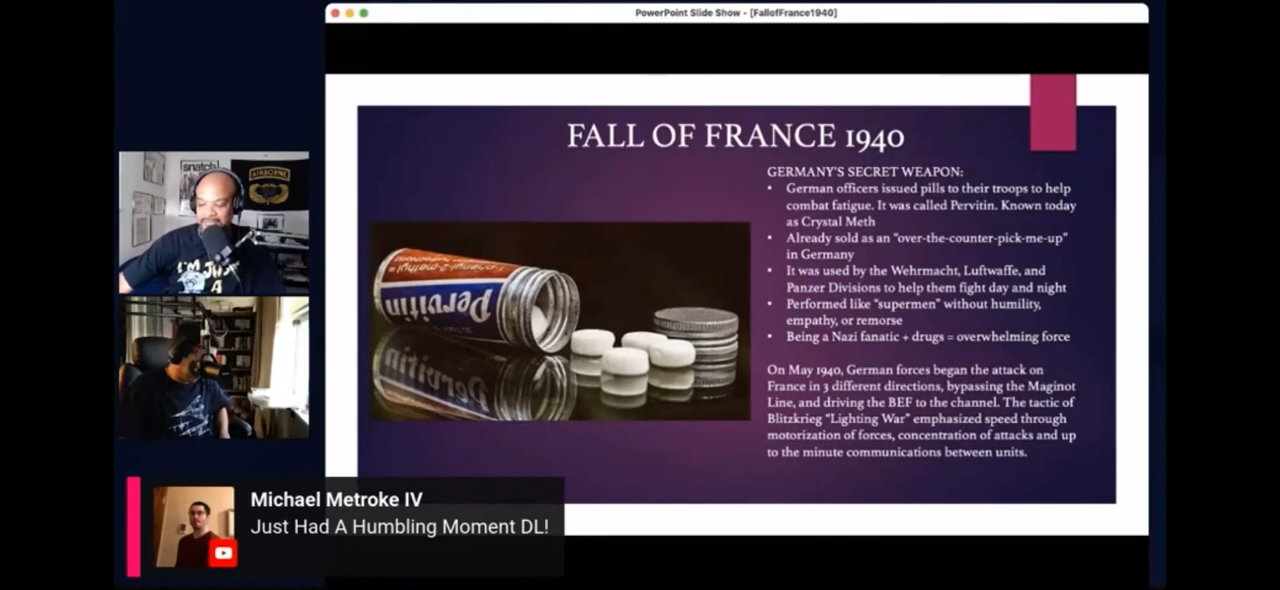 PowerPoint Slide Show - [FallofFrance1940]
FALL OF FRANCE 1940
GERMANY'S SECRET WEAPON:
• German officers issued pills to their troops to help
combat fatigue. It was called Pervitin. Known today
as Crystal Meth
• Already sold as an "over-the-counter-pick-me-up"
in Germany
• It was used by the Wehrmacht, Luftwaffe, and
Panzer Divisions to help them fight day and night
• Performed like "supermen" without humility,
empathy, or remorse
• Being a Nazi fanatic + drugs = overwhelming force
On May 1940, German forces began the attack on
France in 3 different directions, bypassing the Maginot
Line, and driving the BEF to the channel. The tactic of
Blitzkrieg "Lighting War" emphasized speed through
motorization of forces, concentration of attacks and up
to the minute communications between units.
Pervitin
snatch
AIRBORNE
I'M JUST
A
Michael Metroke IV
Just Had A Humbling Moment DL!